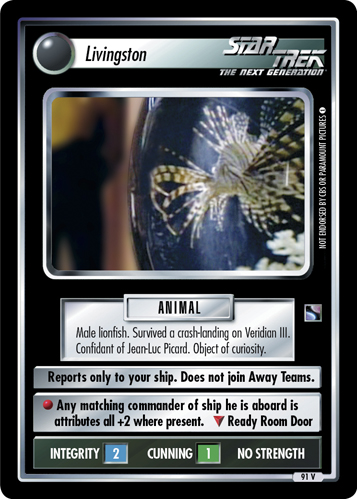 Livingston
STAR TREK
THE NEXT GENERATION
NOT ENDORSED BY CBS OR PARAMOUNT PICTURES
ANIMAL
Male lionfish. Survived a crash-landing on Veridian III.
Confidant of Jean-Luc Picard. Object of curiosity.
Reports only to your ship. Does not join Away Teams.
Any matching commander of ship he is aboard is
attributes all +2 where present. Ready Room Door
INTEGRITY 2 CUNNING 1 NO STRENGTH
91 V